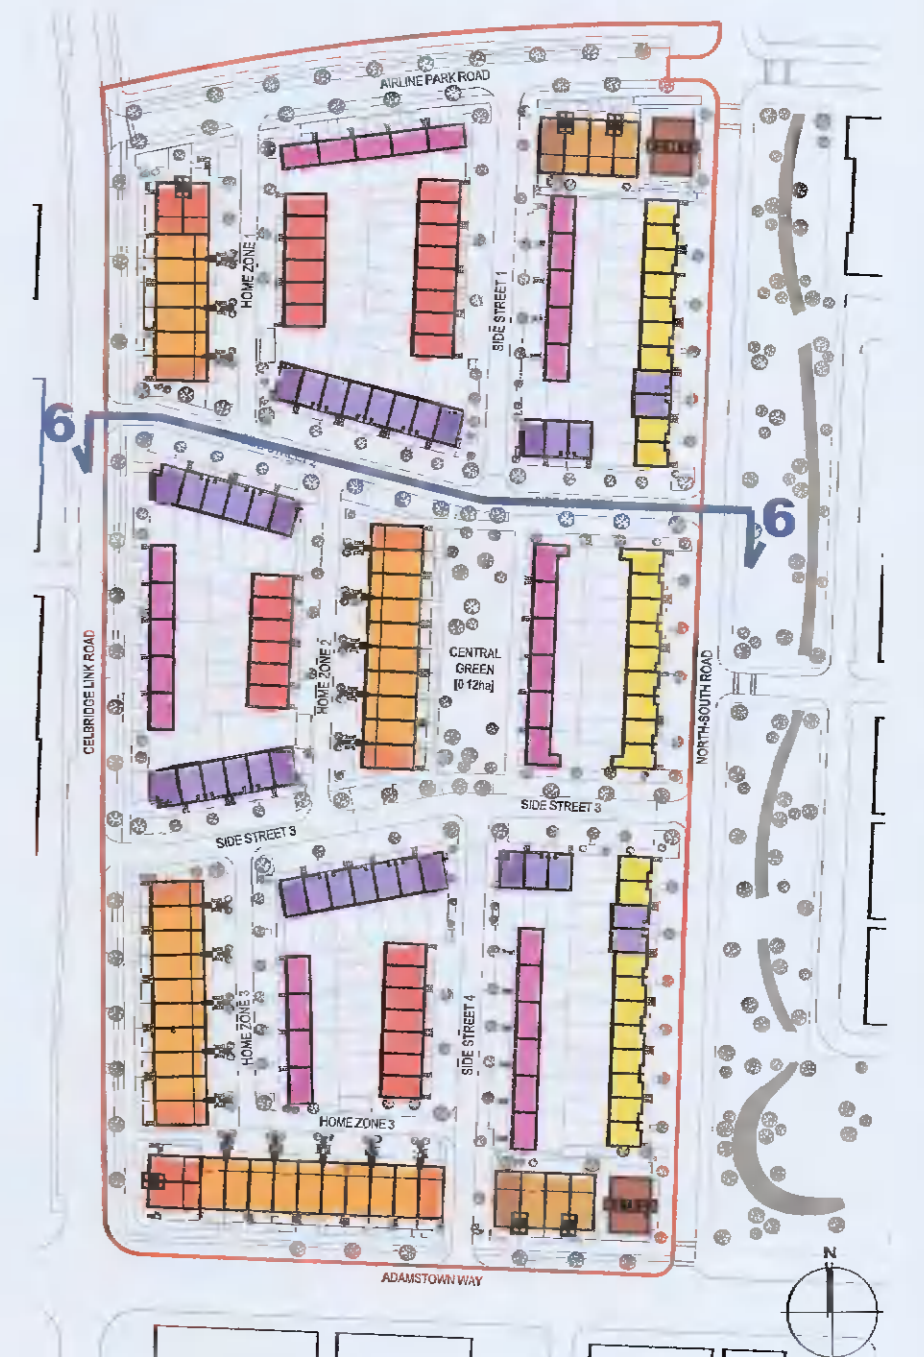 AIRLINE PARK ROAD
HOME ZONE 1
SIDE STREET 1
6
6
CELBRIDGE LINK ROAD
HOME ZONE 2
CENTRAL
GREEN
[0·12ha]
NORTH-SOUTH ROAD
SIDE STREET 3
SIDE STREET 3
HOME ZONE 3
SIDE STREET 4
HOME ZONE 3
ADAMSTOWN WAY
N